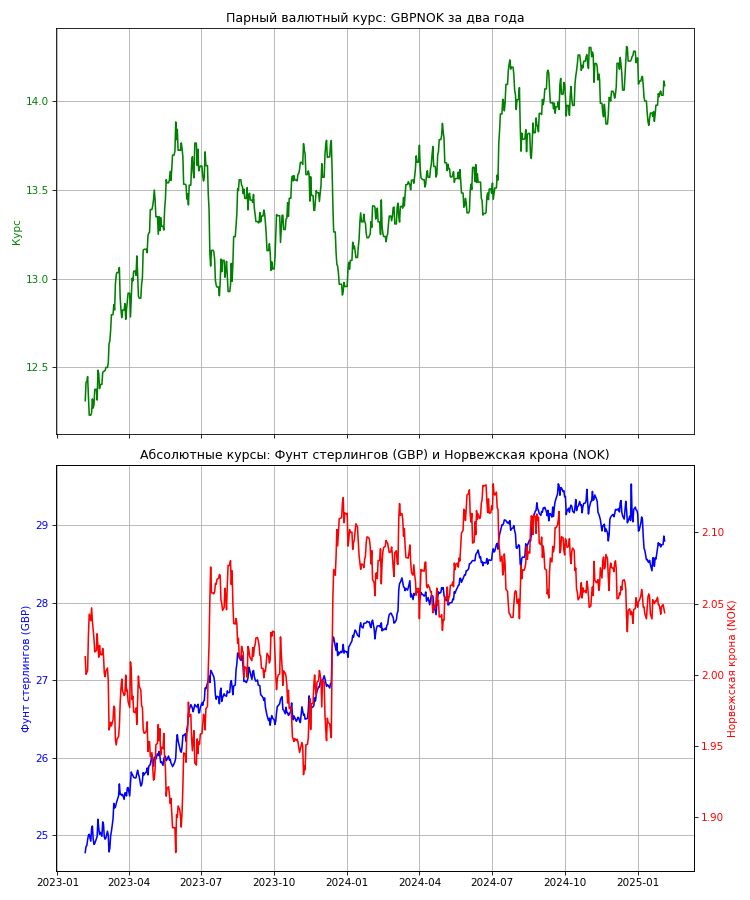 Парный валютный курс: GBPNOK за два года
14.0
13.5
13.0
12.5
Курс
Абсолютные курсы: Фунт стерлингов (GBP) и Норвежская крона (NOK)
29
28
27
26
25
Фунт стерлингов (GBP)
2.10
2.05
2.00
1.95
1.90
Норвежская крона (NOK)
2023-01 2023-04 2023-07 2023-10 2024-01 2024-04 2024-07 2024-10 2025-01